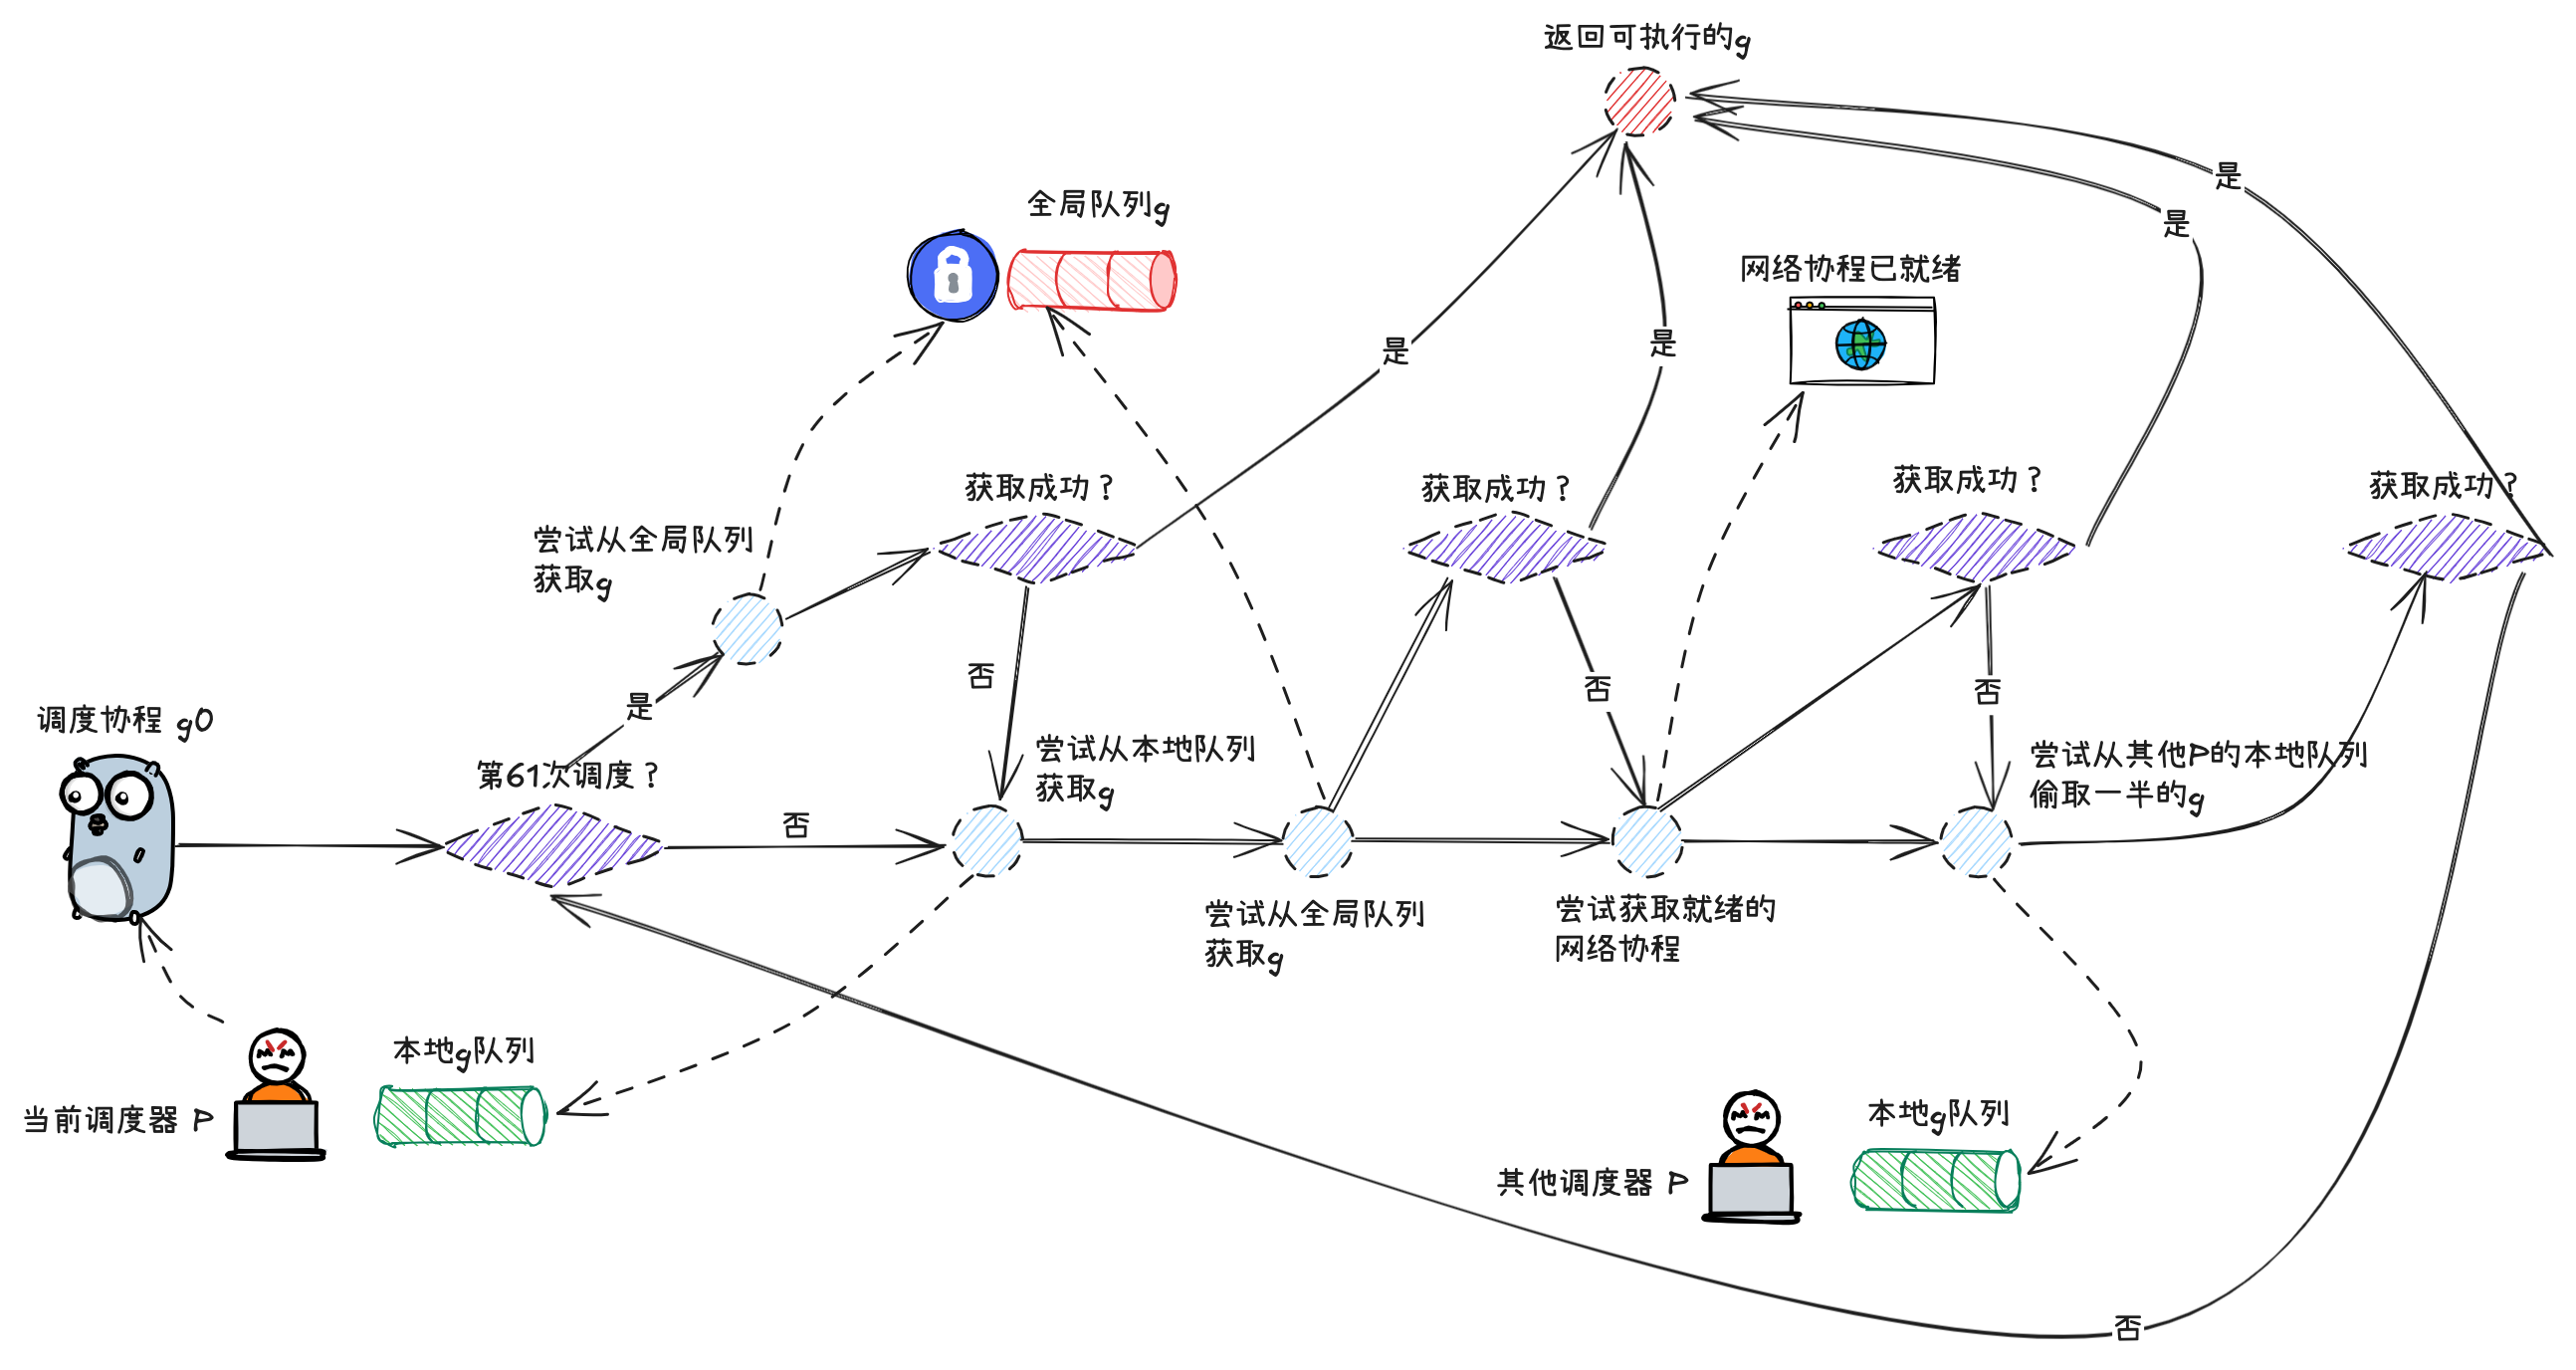 返回可执行的g
是
全局队列g
是
网络协程已就绪
是
是
获取成功？
获取成功？
获取成功？
获取成功？
尝试从全局队列
获取g
否
否
否
是
调度协程 g0
第61次调度？
尝试从本地队列
获取g
尝试从其他P的本地队列
偷取一半的g
否
尝试从全局队列
获取g
尝试获取就绪的
网络协程
本地g队列
当前调度器 P
本地g队列
其他调度器 P
否